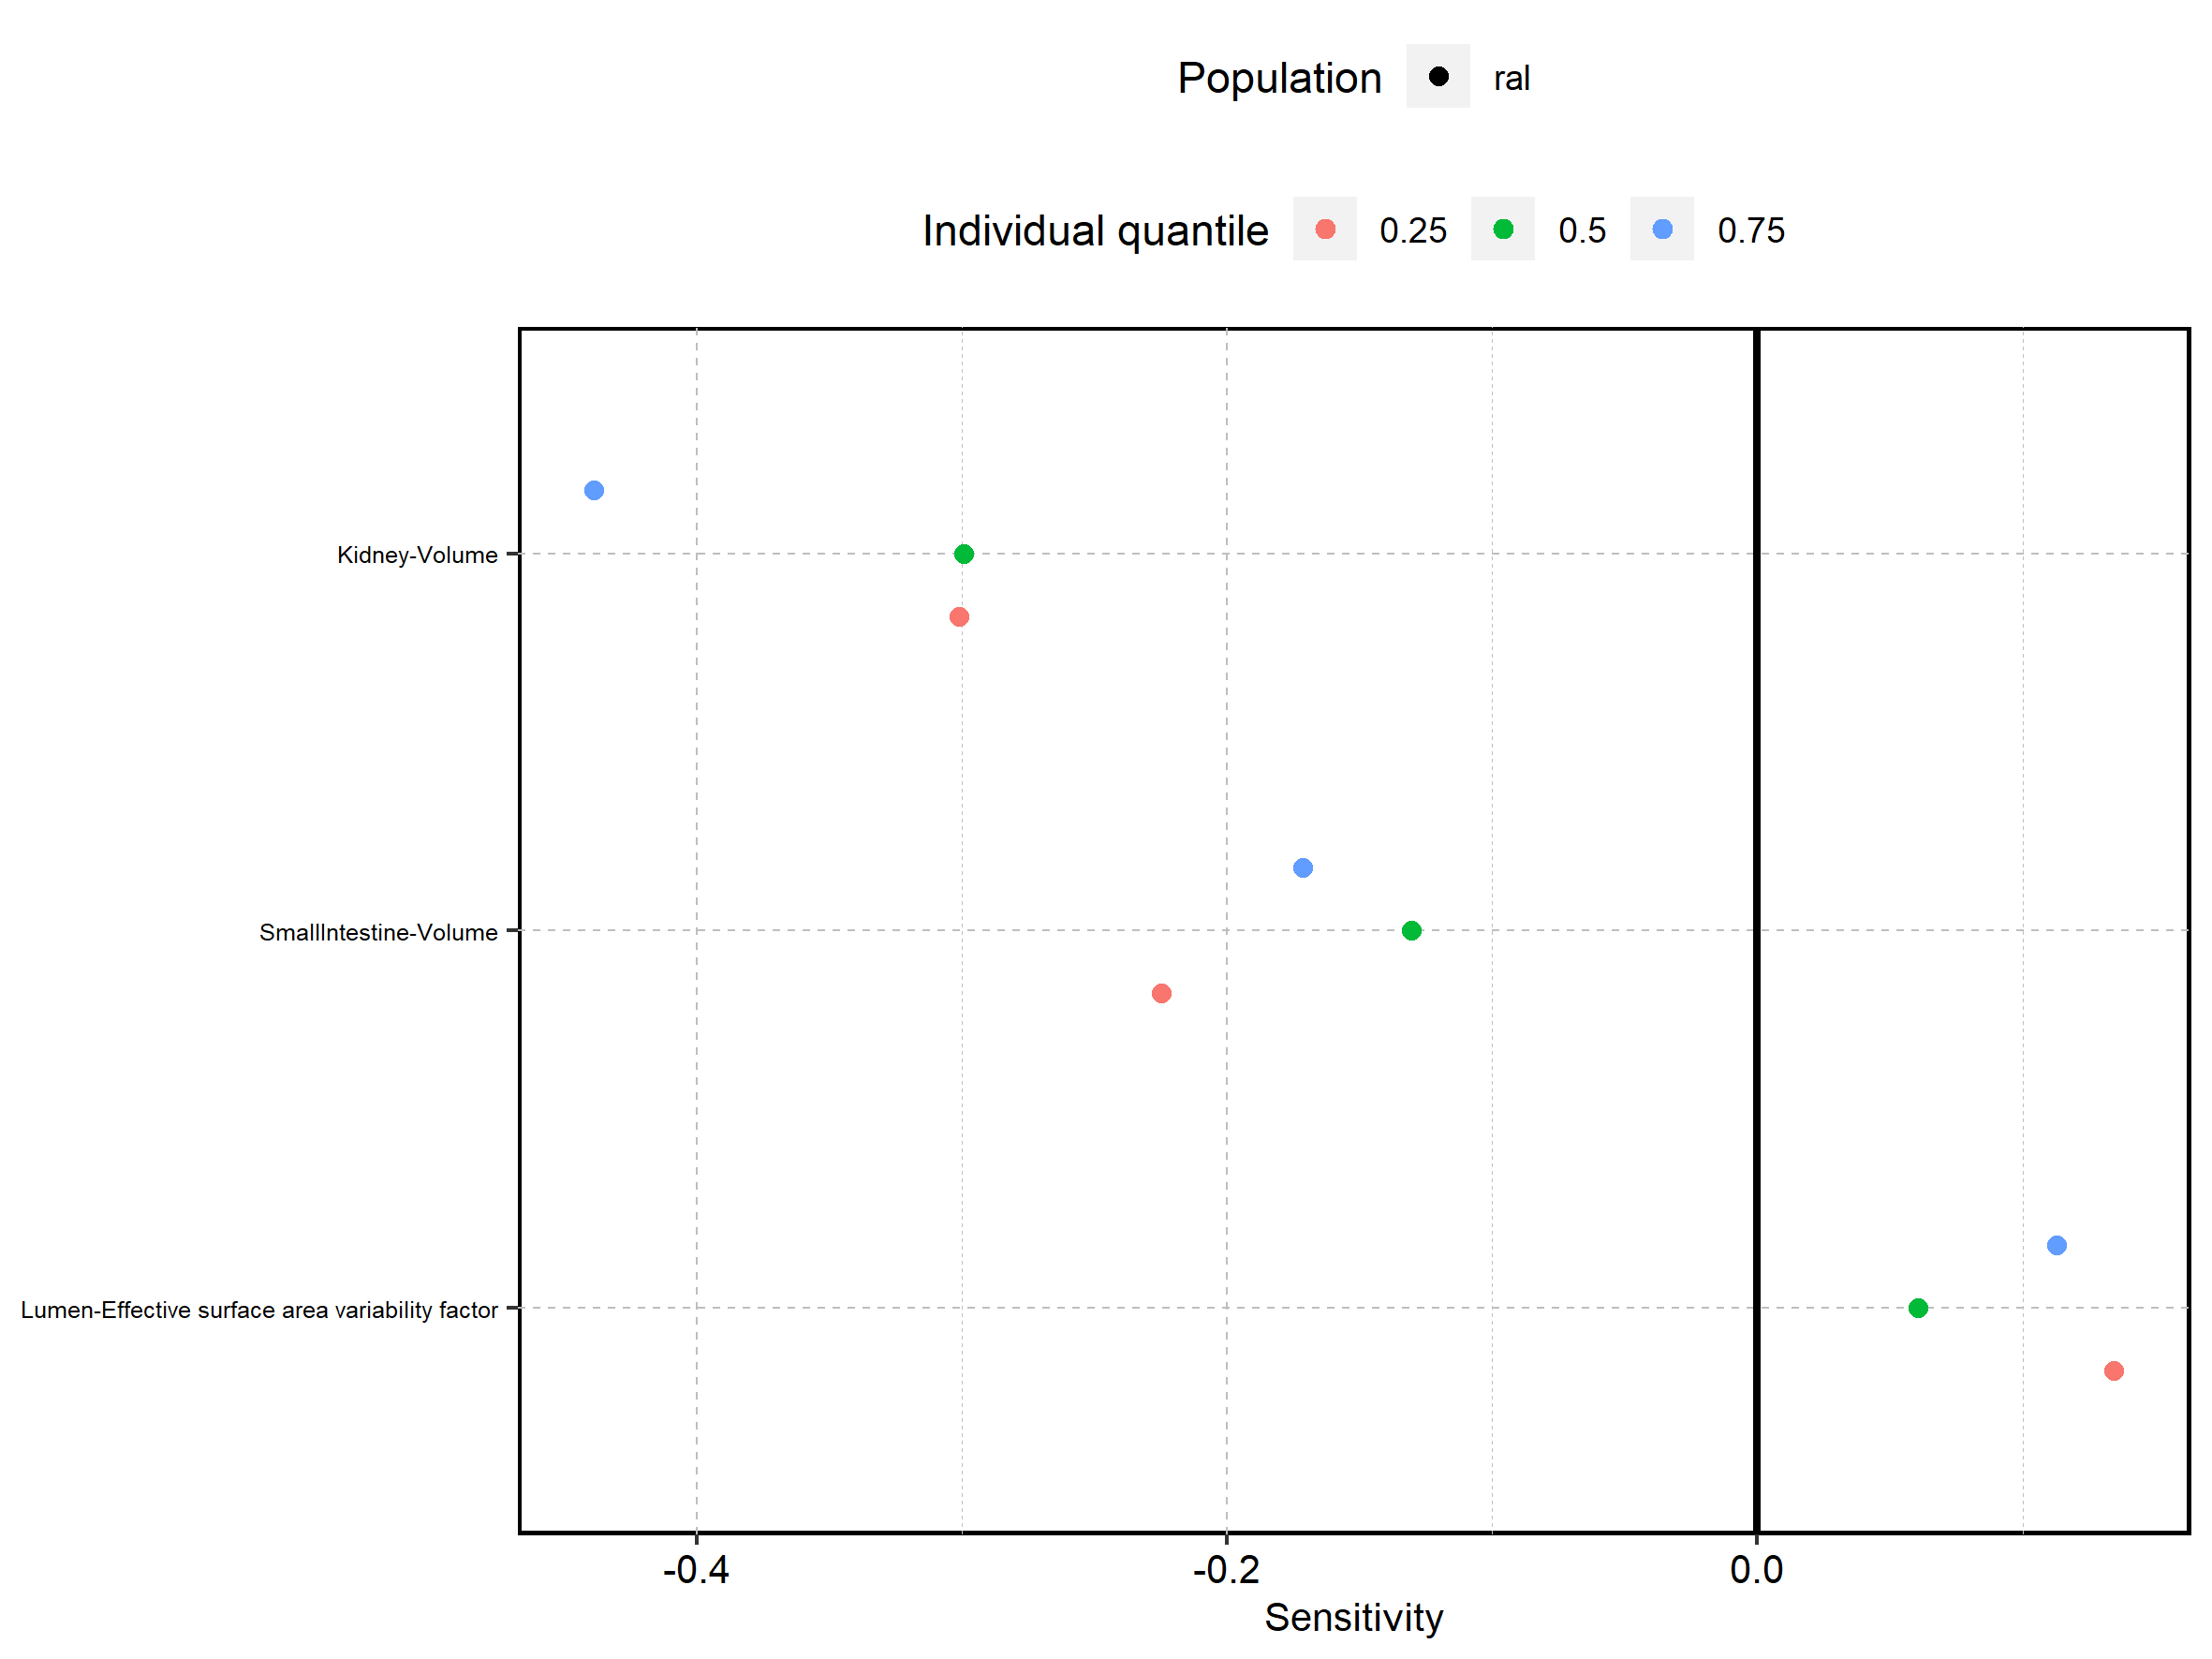 Population ral
Individual quantile 0.25 0.5 0.75
Kidney-Volume
SmallIntestine-Volume
Lumen-Effective surface area variability factor
-0.4 -0.2 0.0
Sensitivity